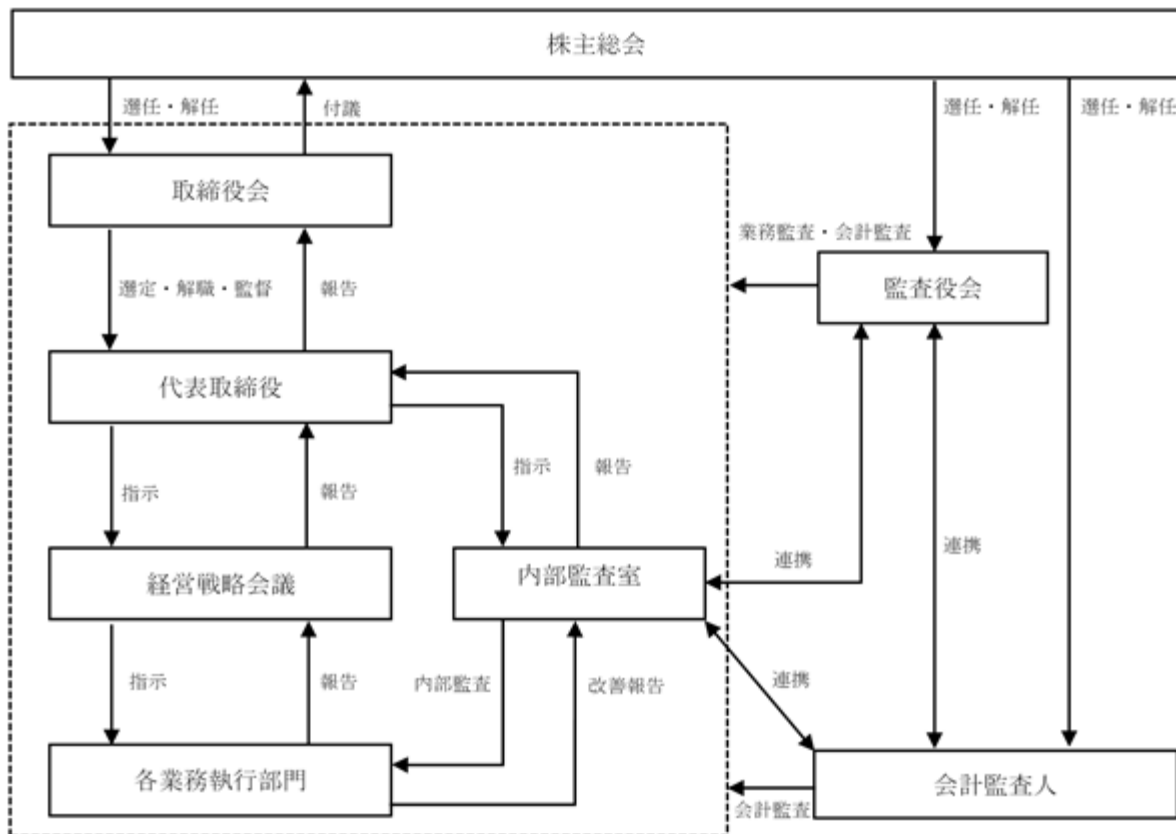 株主総会
選任・解任
付議
選任・解任
選任・解任
取締役会
業務監査・会計監査
監査役会
選定・解職・監督
報告
代表取締役
指示
報告
指示
報告
経営戦略会議
内部監査室
連携
連携
指示
報告
内部監査
改善報告
連携
各業務執行部門
会計監査人
会計監査